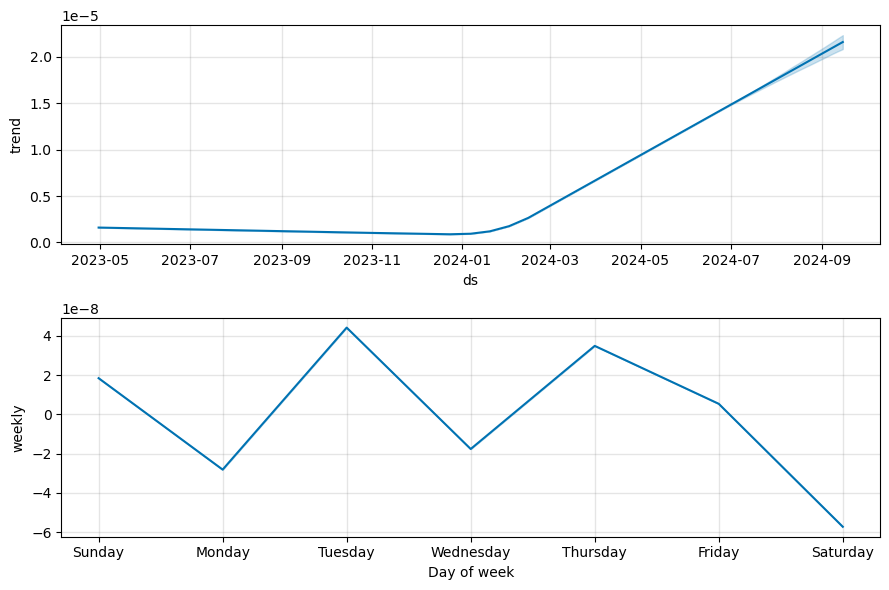 1e−5
trend
2.0
1.5
1.0
0.5
0.0
2023-05 2023-07 2023-09 2023-11 2024-01 2024-03 2024-05 2024-07 2024-09
ds
1e−8
weekly
4
2
0
−2
−4
−6
Sunday Monday Tuesday Wednesday Thursday Friday Saturday
Day of week